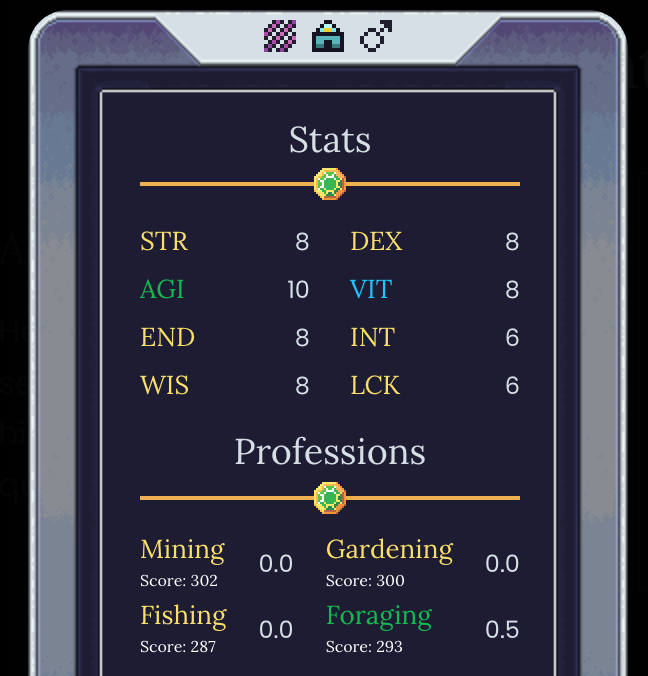 Stats
STR 8 DEX 8
AGI 10 VIT 8
END 8 INT 6
WIS 8 LCK 6
Professions
Mining 0.0 Gardening 0.0
Score: 302 Score: 300
Fishing 0.0 Foraging 0.5
Score: 287 Score: 293